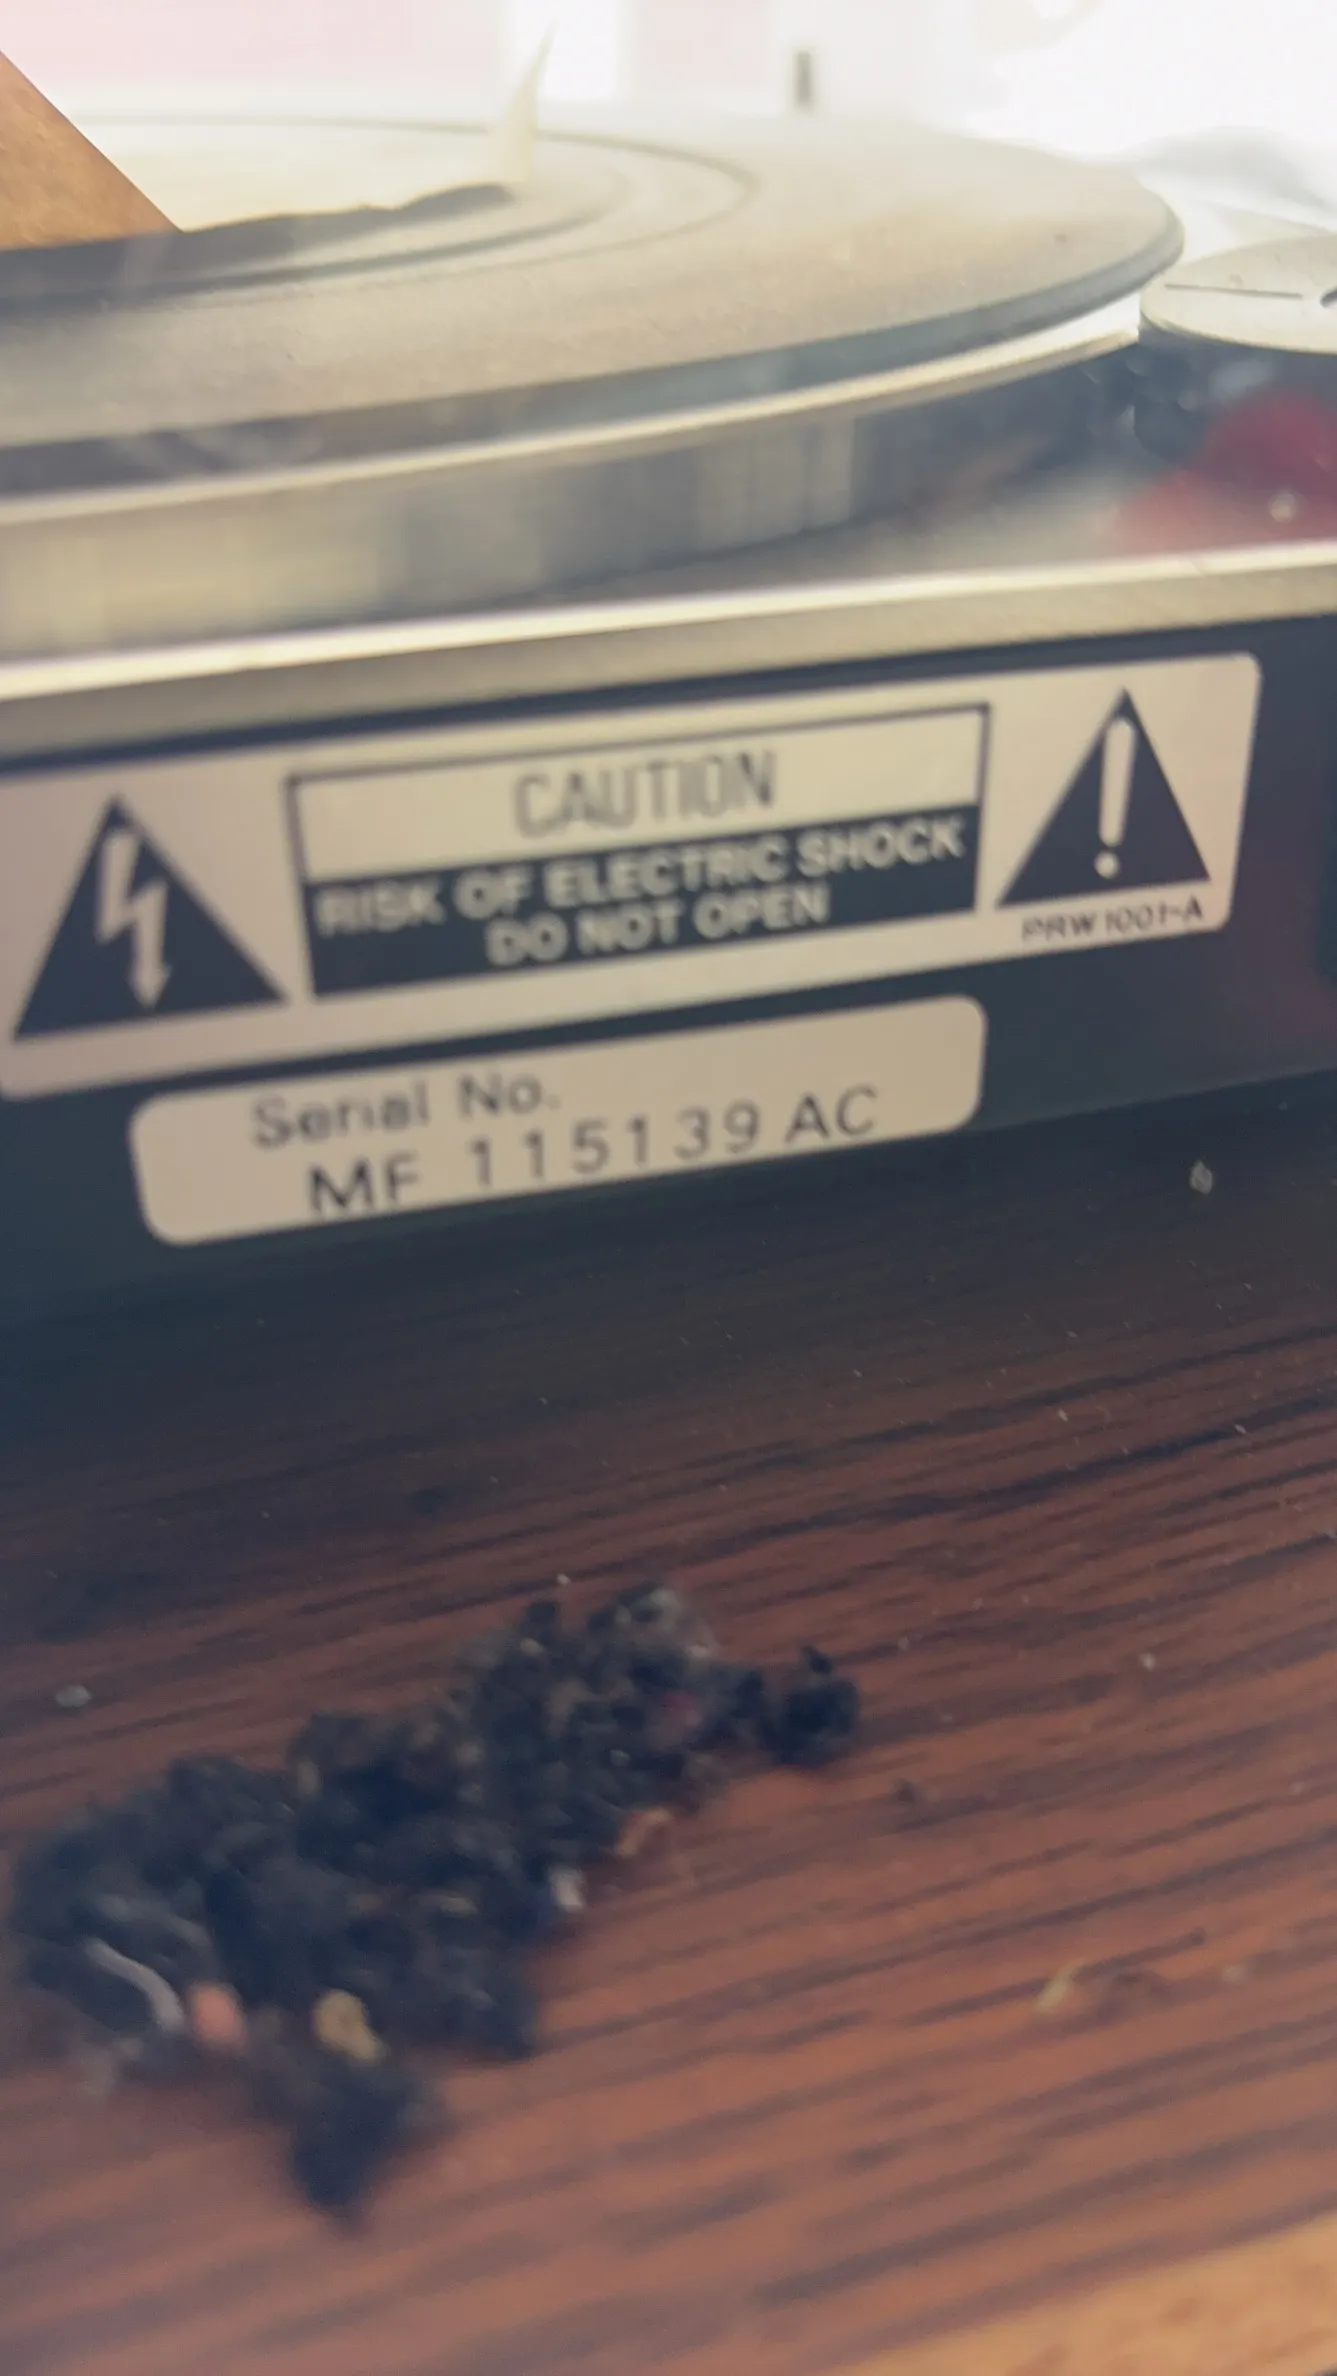 CAUTION
RISK OF ELECTRIC SHOCK
DO NOT OPEN
PRW1001-A
Serial No.
MF 115139 AC